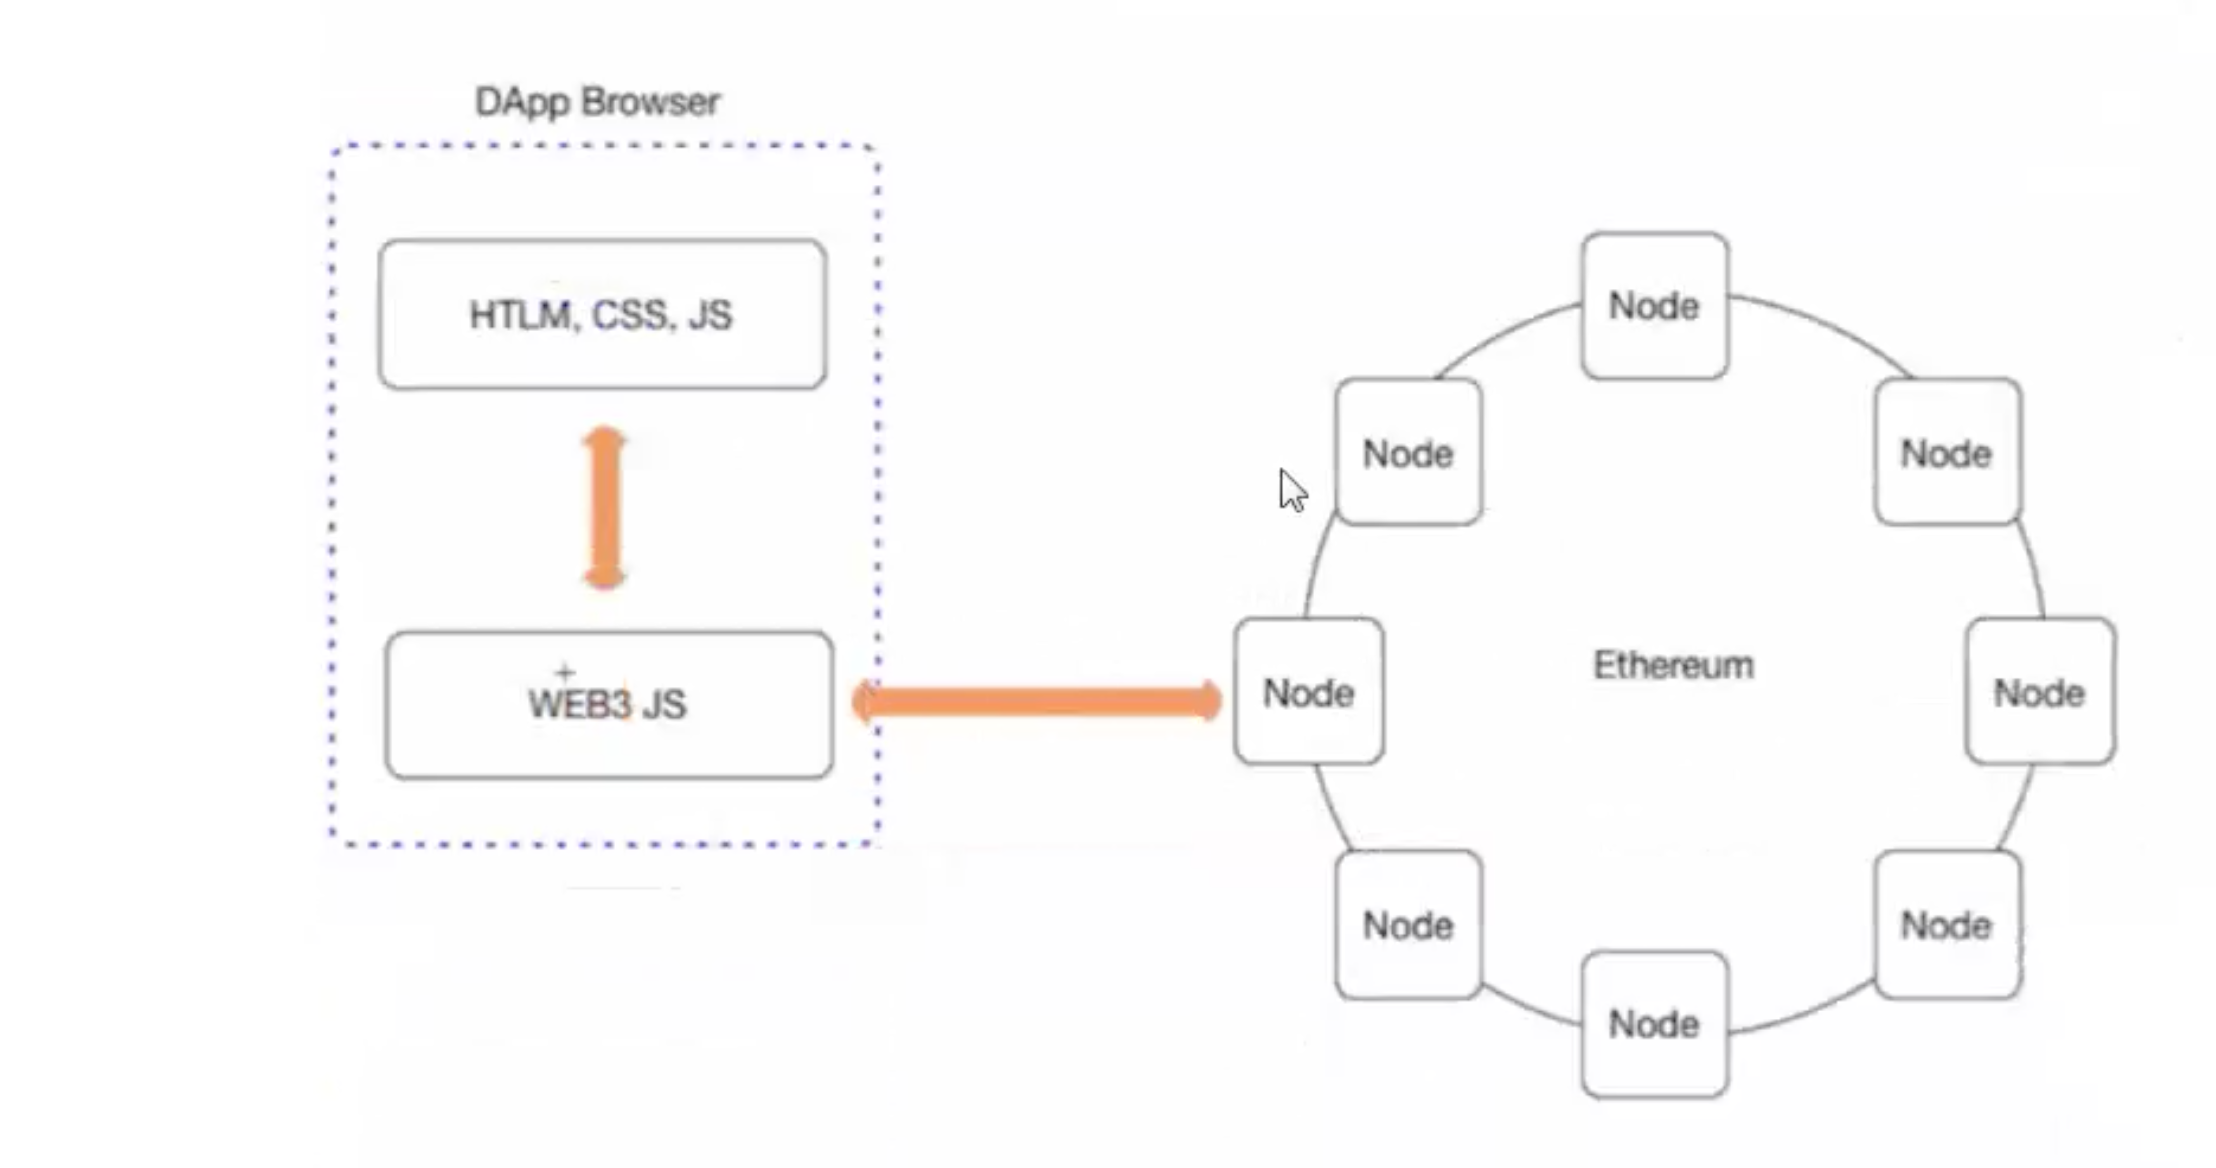 DApp Browser
HTLM, CSS, JS
WEB3 JS
Node
Node
Node
Node
Ethereum
Node
Node
Node
Node